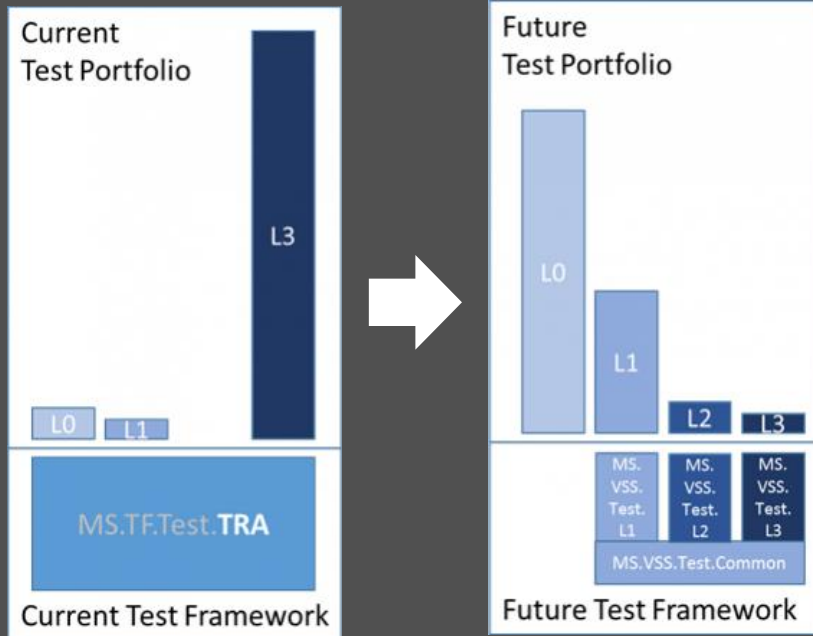 Current
Test Portfolio
L3
L0
L1
MS.TF.Test.TRA
Current Test Framework
Future
Test Portfolio
L0
L1
L2
L3
MS.
VSS.
Test.
L1
MS.
VSS.
Test.
L2
MS.
VSS.
Test.
L3
MS.VSS.Test.Common
Future Test Framework